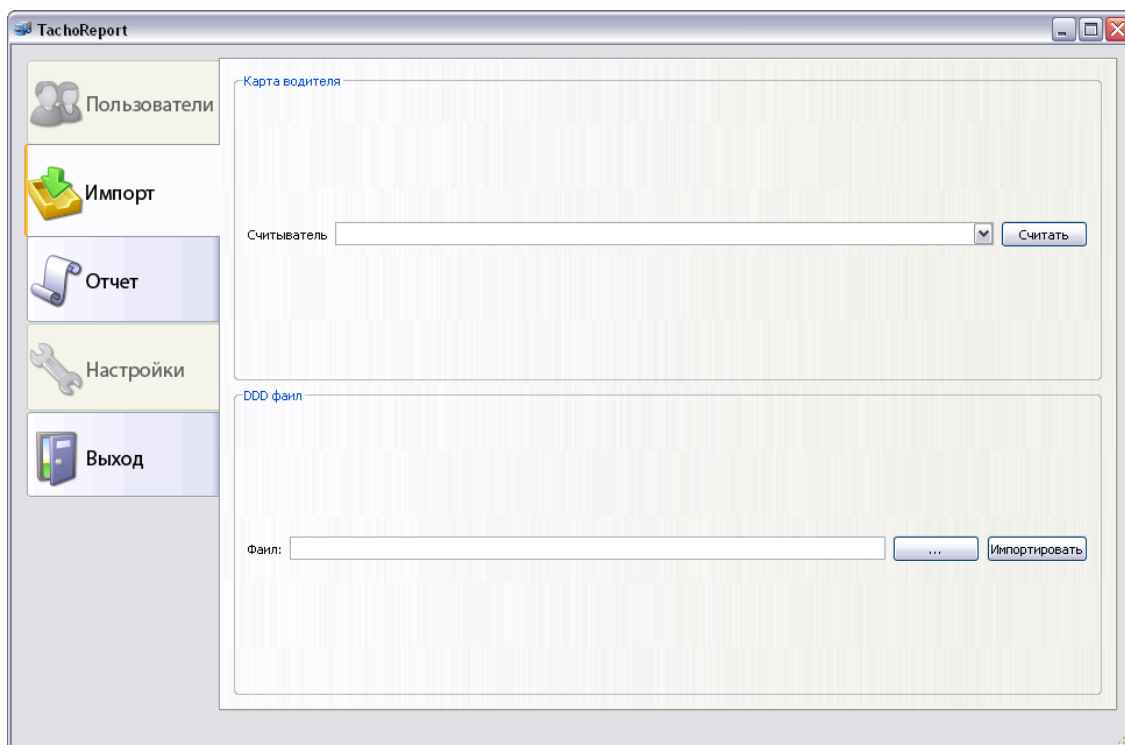 TachoReport
Пользователи
Импорт
Отчет
Настройки
Выход
Карта водителя
Считыватель
Считать
DDD фаил
Фаил:
...
Импортировать